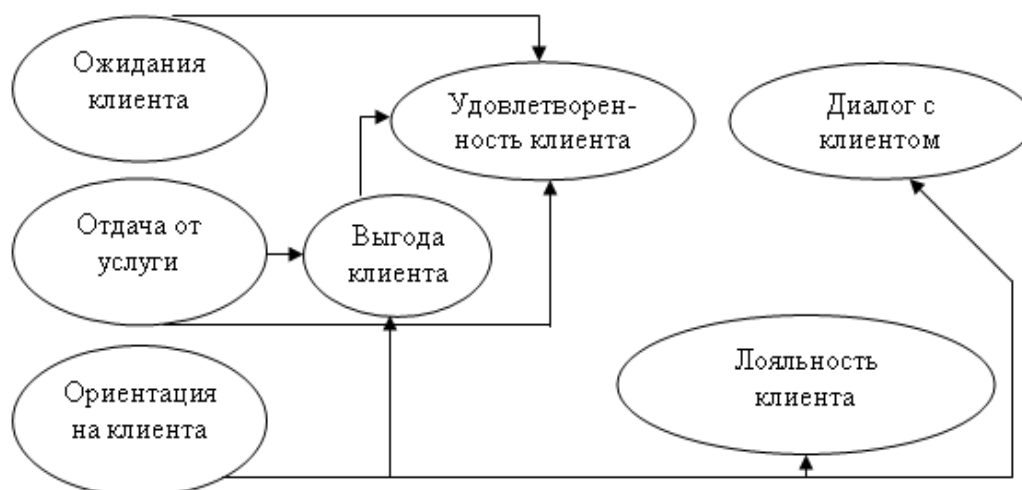 Ожидания
клиента
Удовлетворен-
ность клиента
Диалог с
клиентом
Отдача от
услуги
Выгода
клиента
Ориентация
на клиента
Лояльность
клиента